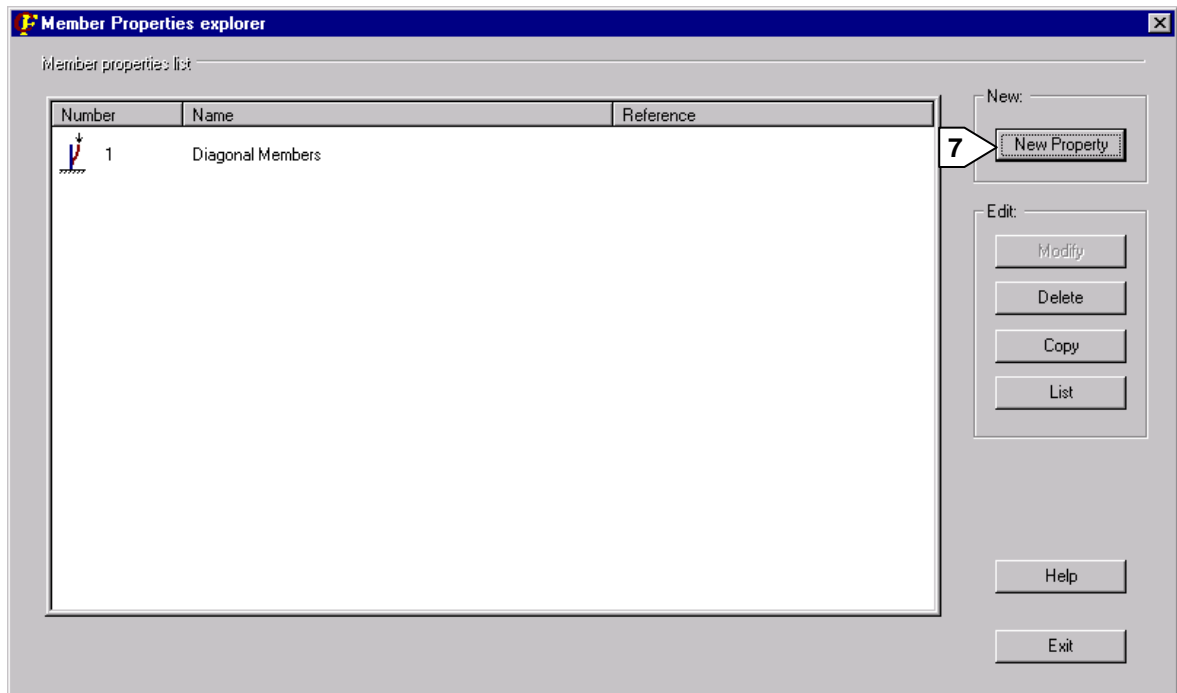 Member Properties explorer
Member properties list
Number Name Reference
1 Diagonal Members
New:
7 New Property
Edit:
Modify
Delete
Copy
List
Help
Exit